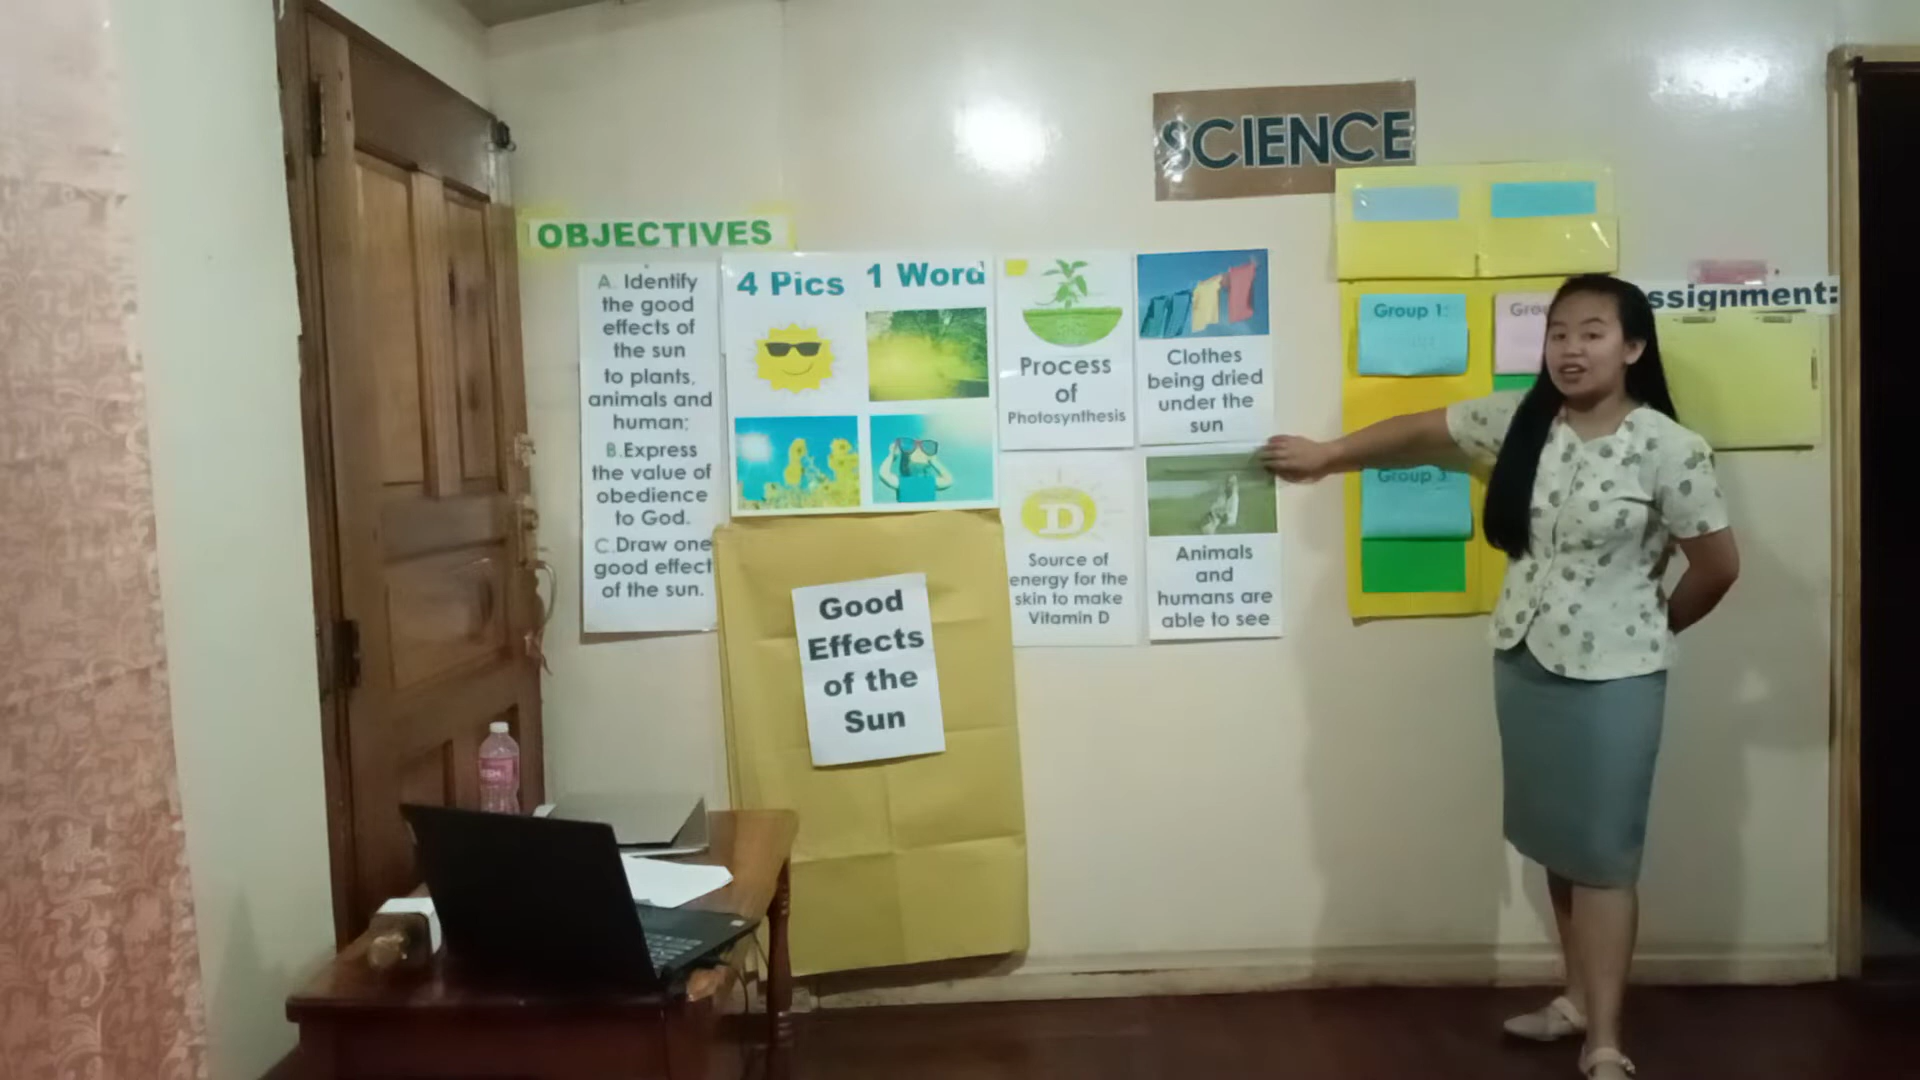 SCIENCE
OBJECTIVES
A. Identify
the good
effects of
the sun
to plants,
animals and
human;
B.Express
the value of
obedience
to God.
C.Draw one
good effect
of the sun.
4 Pics 1 Word
Good
Effects
of the
Sun
Process
of
Photosynthesis
Clothes
being dried
under the
sun
D
Source of
energy for the
skin to make
Vitamin D
Animals
and
humans are
able to see
Group 1:
Group 3:
ssignment: